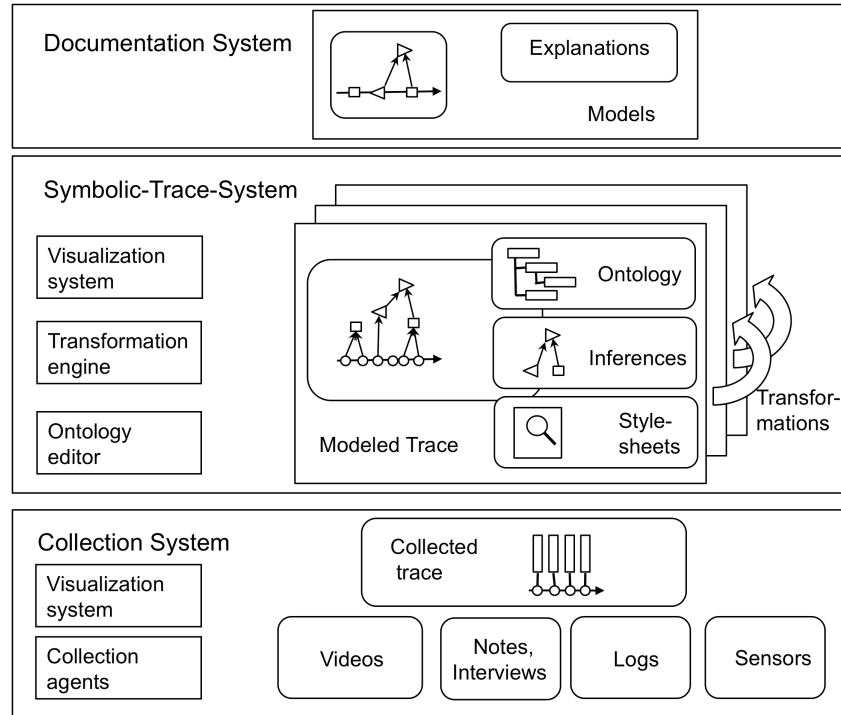 Documentation System
Explanations
Models
Symbolic-Trace-System
Visualization
system
Transformation
engine
Ontology
editor
Ontology
Inferences
Style-
sheets
Modeled Trace
Transfor-
mations
Collection System
Visualization
system
Collection
agents
Collected
trace
Videos
Notes,
Interviews
Logs
Sensors